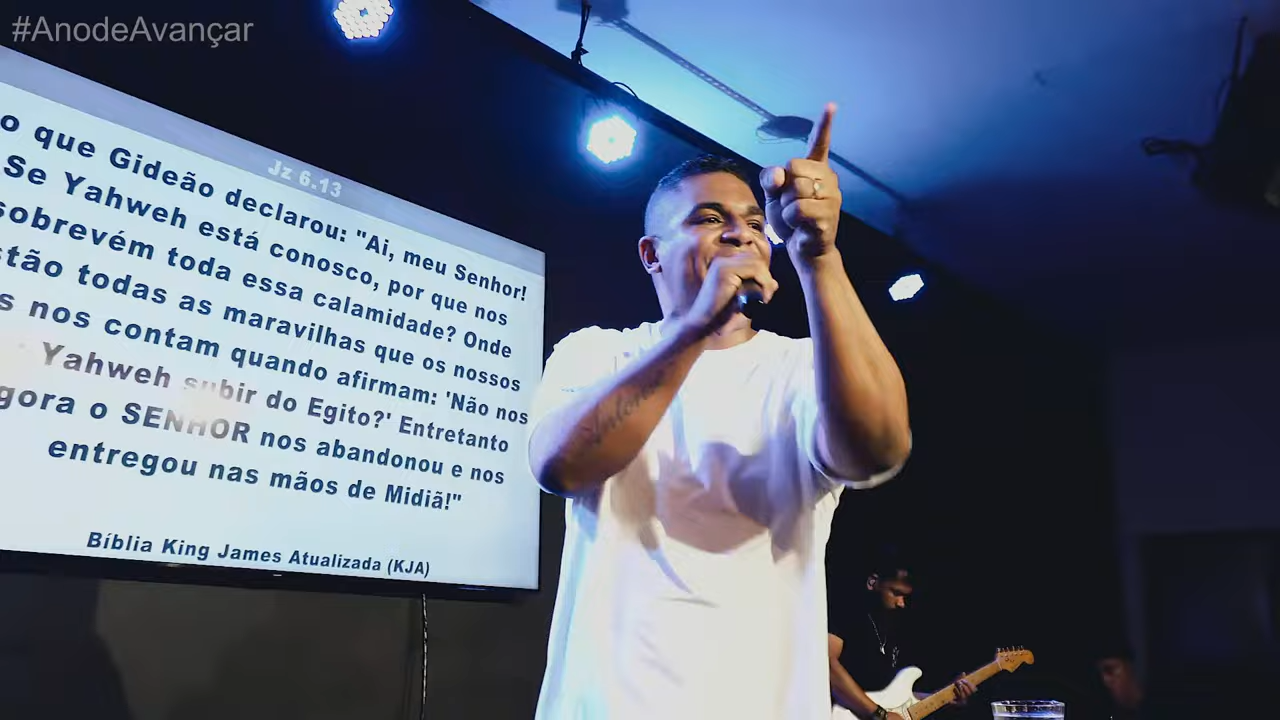 #AnodeAvançar
Jz 6.13
o que Gideão declarou: "Ai, meu Senhor!
Se Yahweh está conosco, por que nos
sobrevém toda essa calamidade? Onde
stão todas as maravilhas que os nossos
s nos contam quando afirmam: 'Não nos
Yahweh subir do Egito?' Entretanto
gora o SENHOR nos abandonou e nos
entregou nas mãos de Midiã!"
Bíblia King James Atualizada (KJA)
Antonio